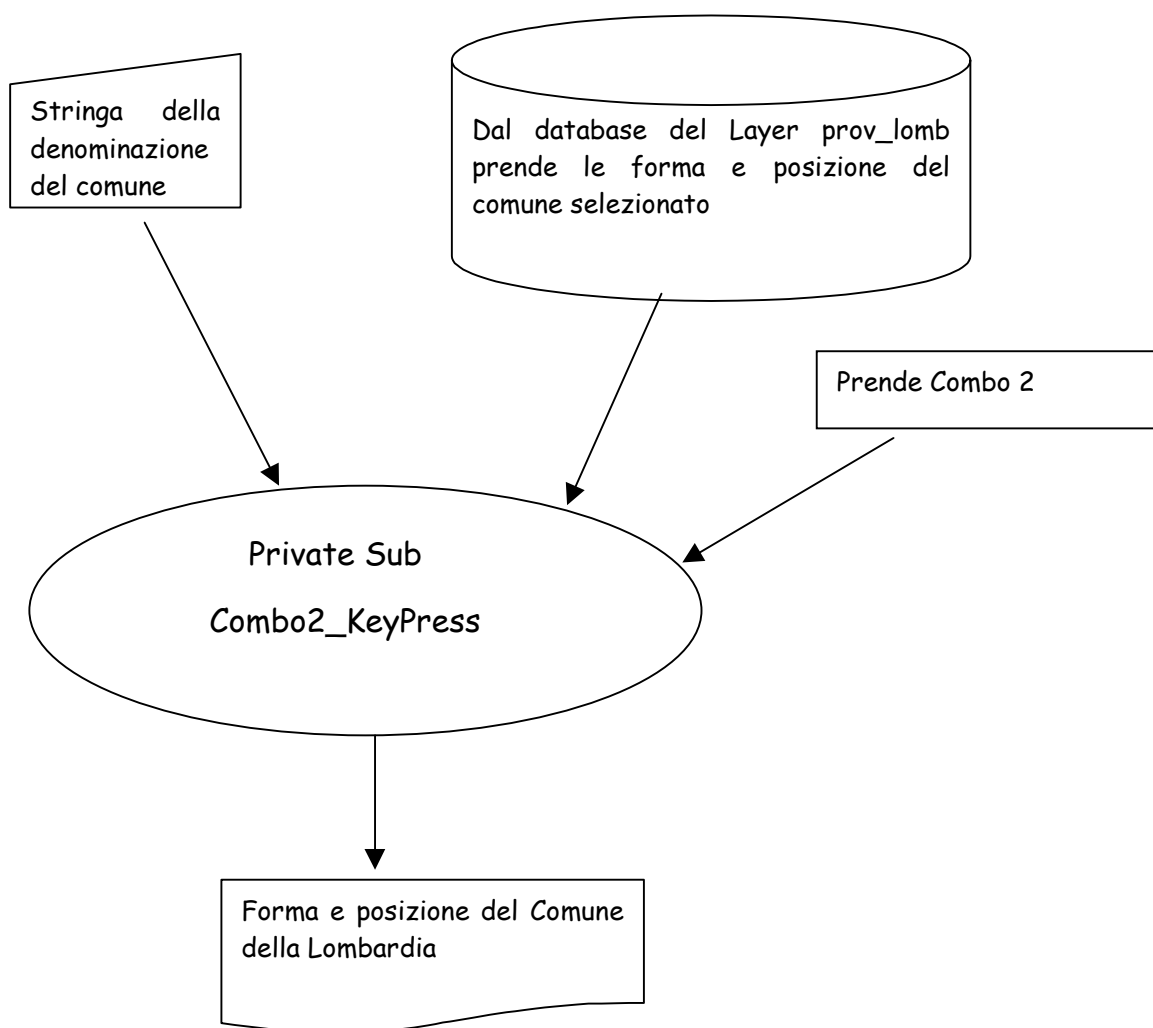 Stringa della
denominazione
del comune
Dal database del Layer prov_lomb
prende le forma e posizione del
comune selezionato
Prende Combo 2
Private Sub
Combo2_KeyPress
Forma e posizione del Comune
della Lombardia